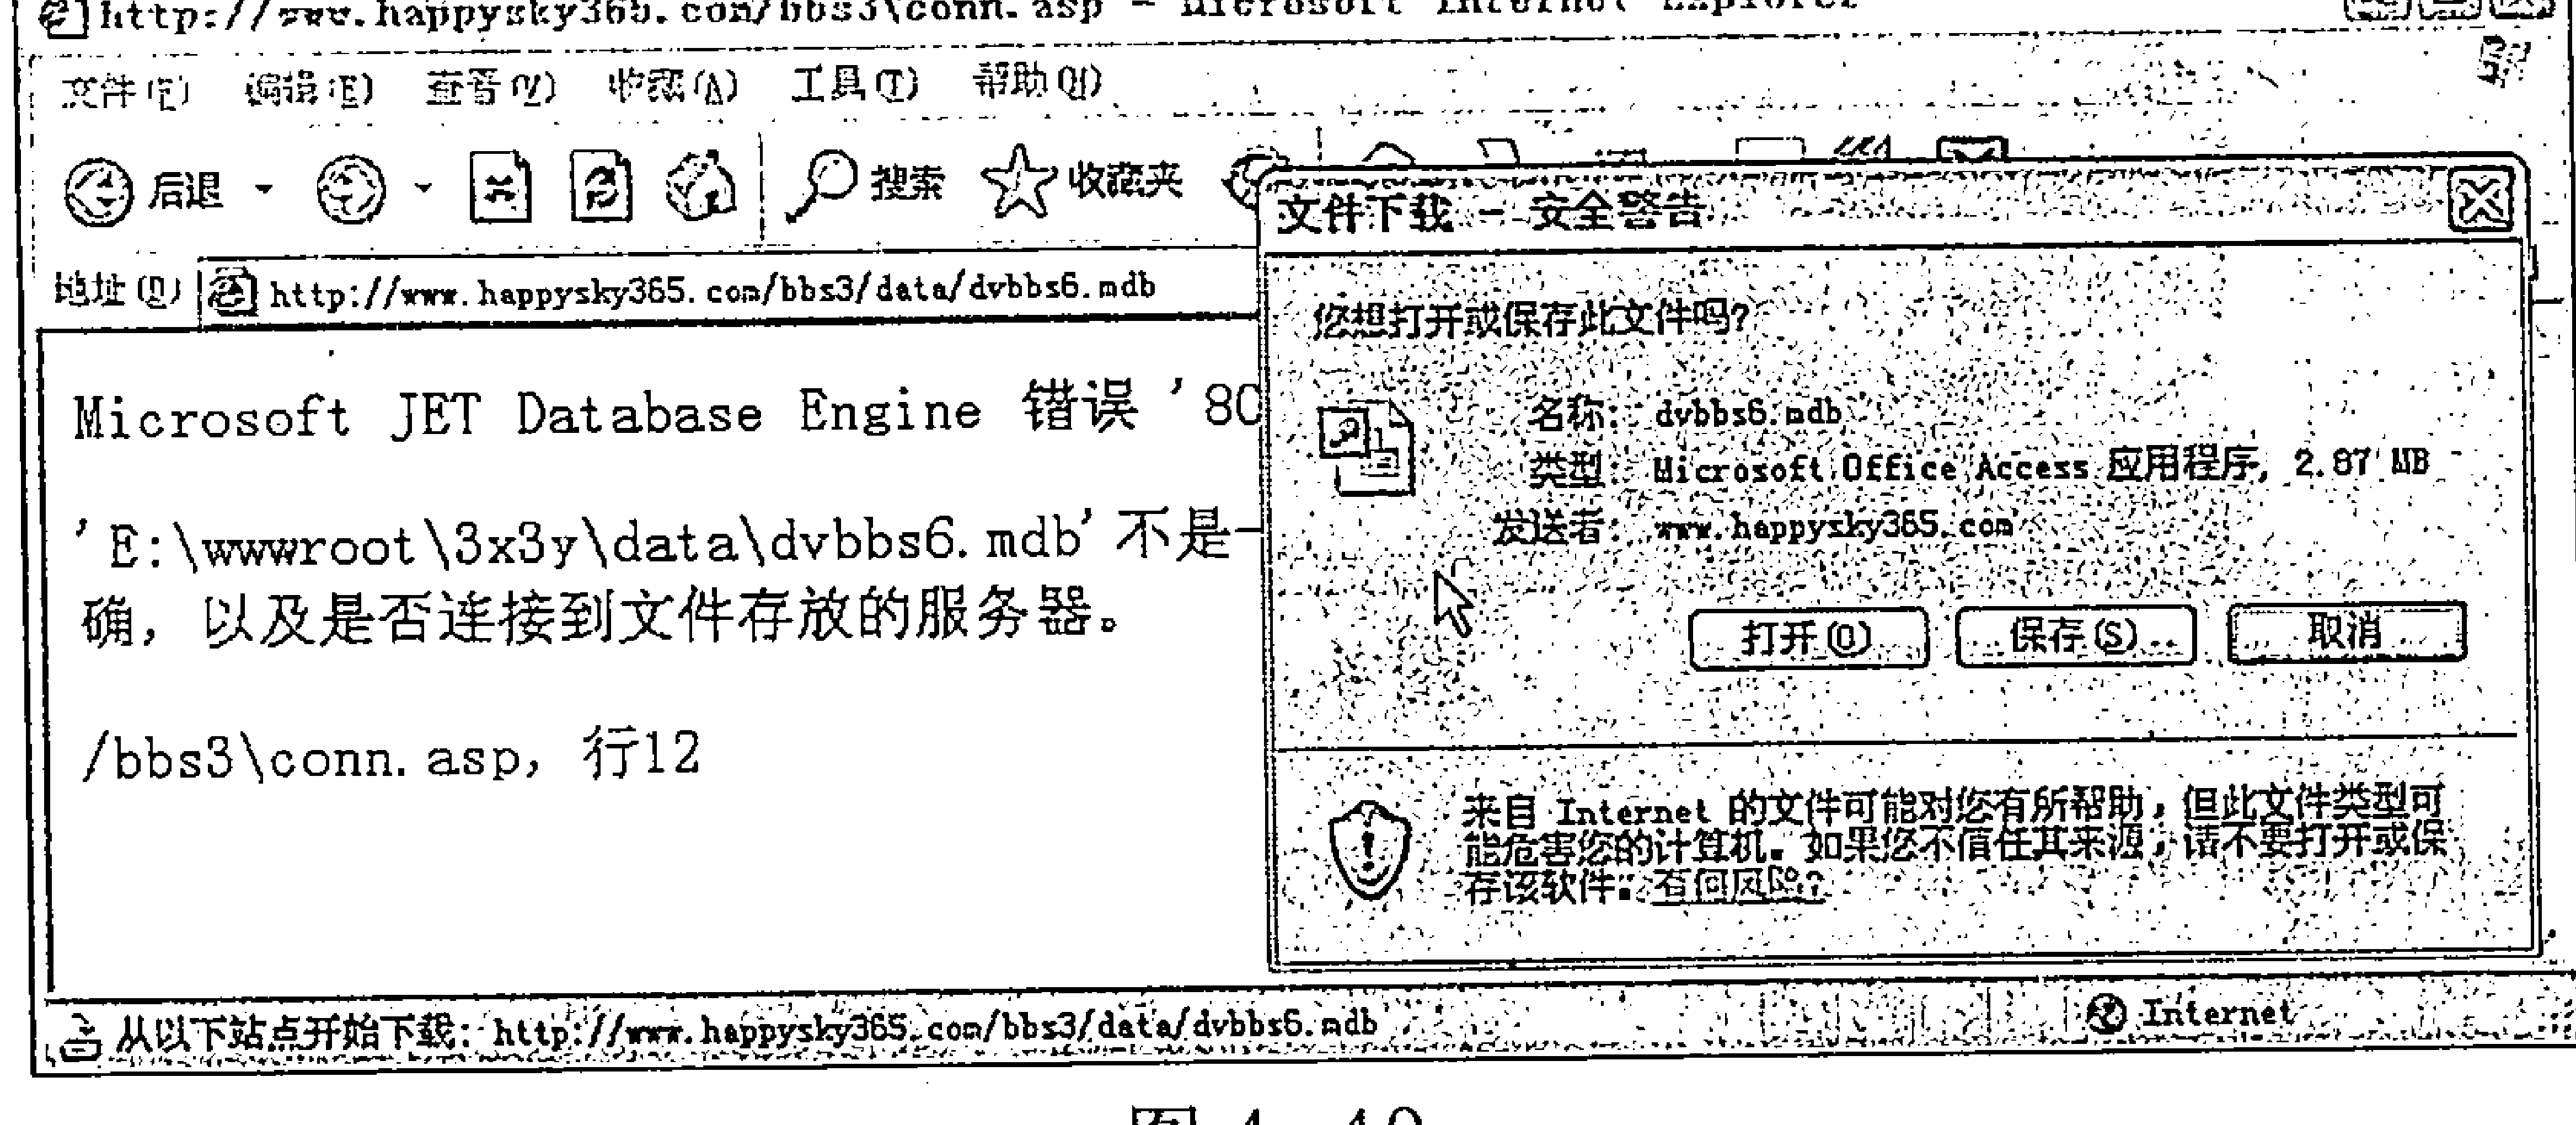 http://www.happysky365.com/bbs3\conn.asp - Microsoft Internet Explorer
文件(F) 编辑(E) 查看(V) 收藏(A) 工具(T) 帮助(H)
后退 搜索 收藏夹
地址(D) http://www.happysky365.com/bbs3/data/dvbbs6.mdb
Microsoft JET Database Engine 错误 '80
'E:\wwwroot\3x3y\data\dvbbs6.mdb'不是一
确，以及是否连接到文件存放的服务器。
/bbs3\conn.asp，行12
文件下载 - 安全警告
您想打开或保存此文件吗?
名称: dvbbs6.mdb
类型: Microsoft Office Access 应用程序, 2.87 MB
发送者: www.happysky365.com
打开(O) 保存(S) 取消
来自 Internet 的文件可能对您有所帮助，但此文件类型可
能危害您的计算机。如果您不信任其来源，请不要打开或保
存该软件。有何风险?
从以下站点开始下载: http://www.happysky365.com/bbs3/data/dvbbs6.mdb
Internet